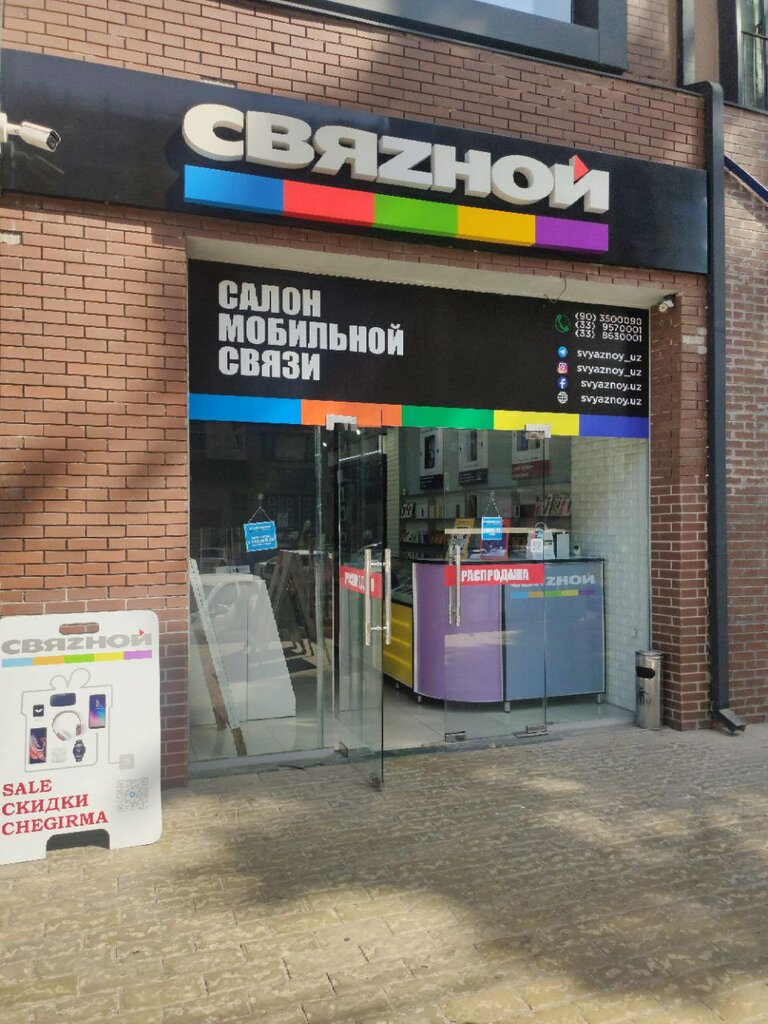 СВЯZНОЙ
САЛОН
МОБИЛЬНОЙ
СВЯЗИ
(90) 3500090
(33) 9570001
(33) 8630001
svyaznoy_uz
svyaznoy_uz
svyaznoy.uz
svyaznoy.uz
РАСПРОДАЖА
СВЯZНОЙ
СВЯZНОЙ
SALE
СКИДКИ
CHEGIRMA